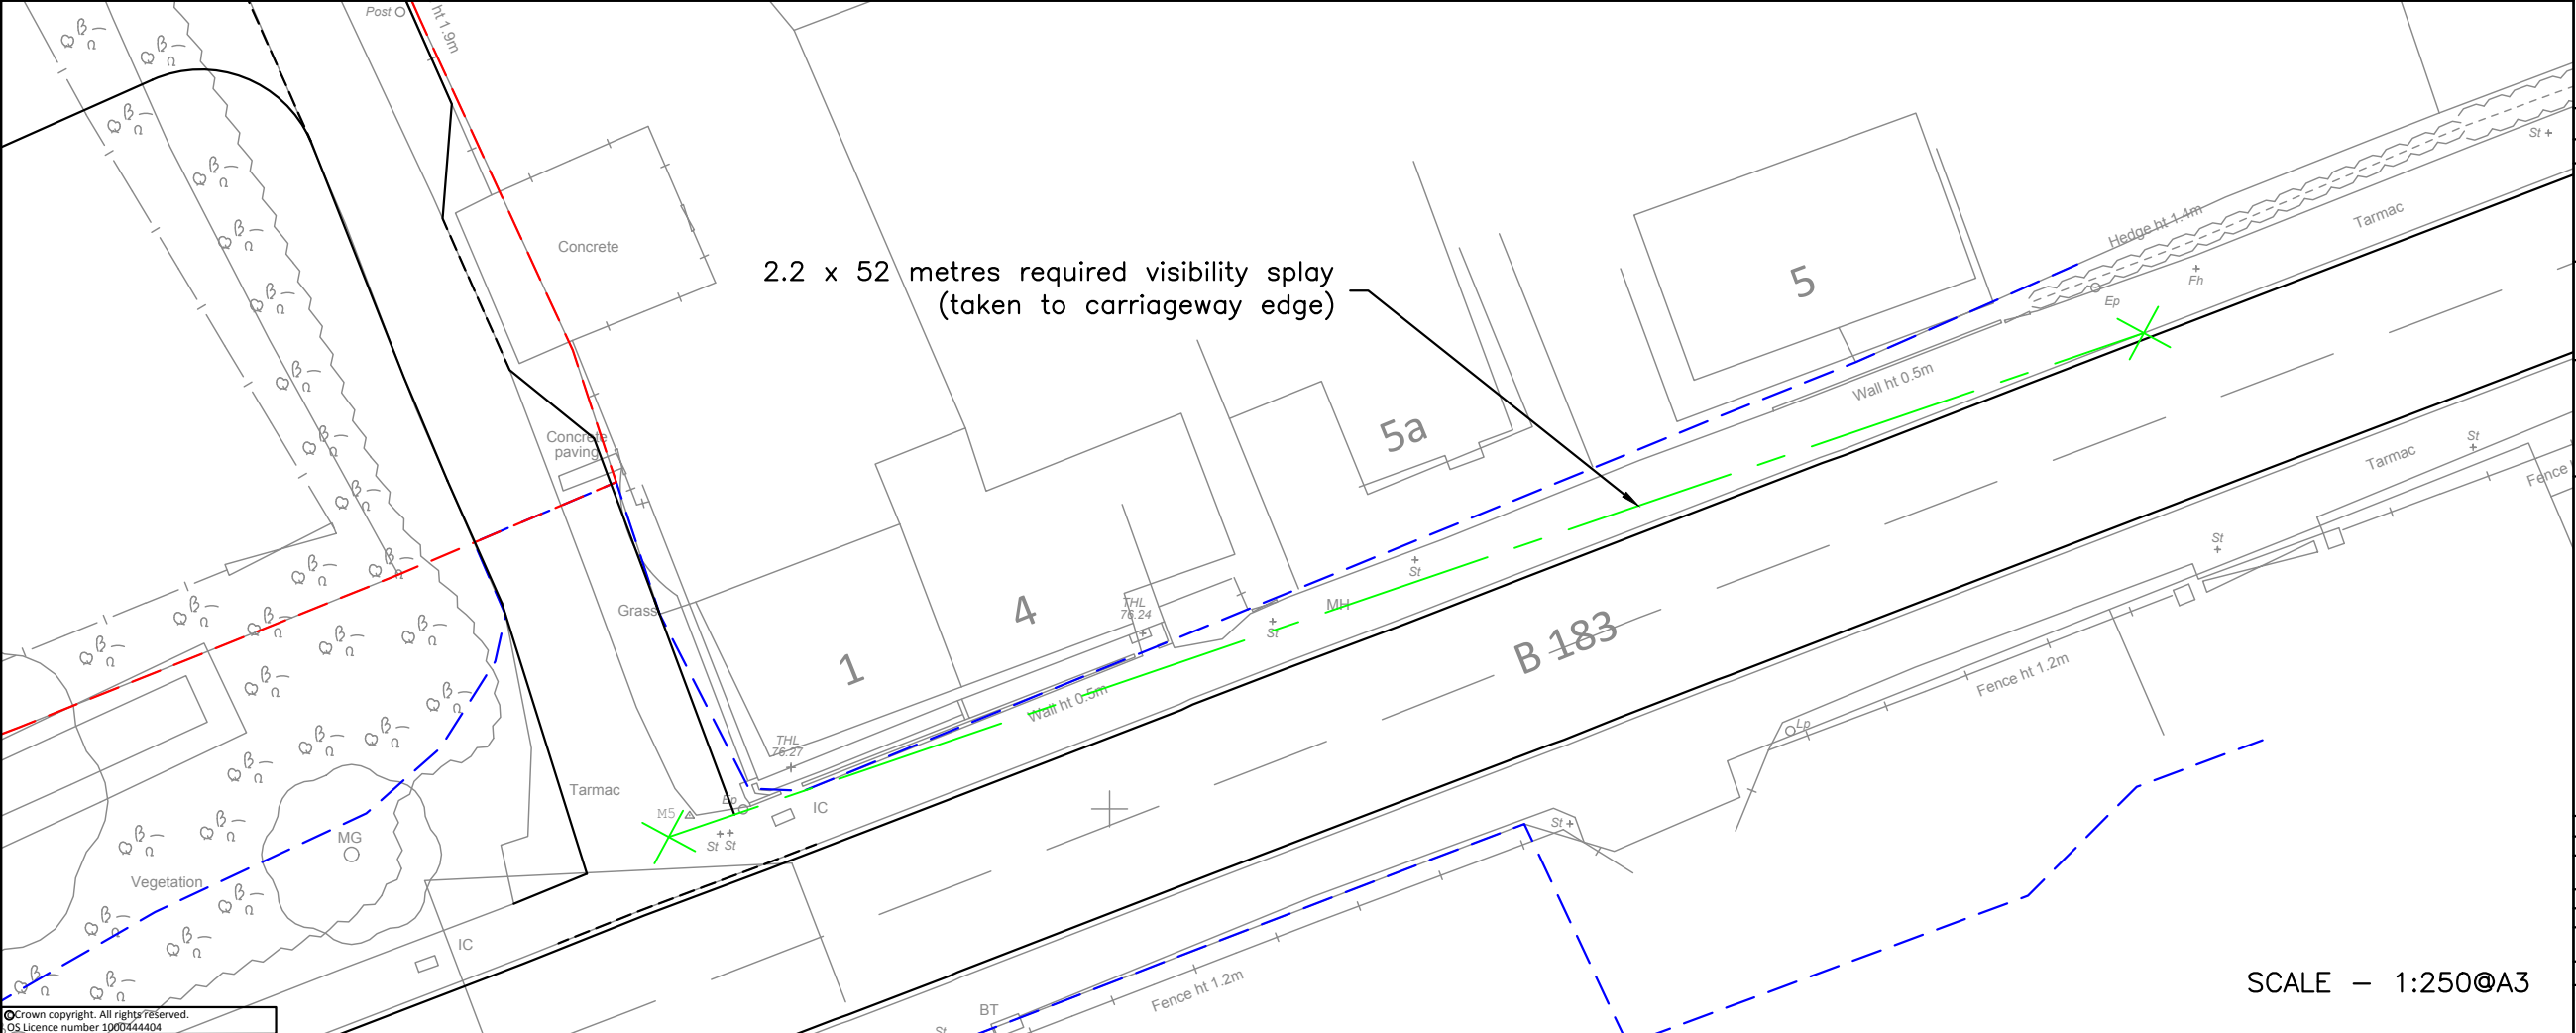 Post
ht 1.9m
Concrete
2.2 x 52 metres required visibility splay
(taken to carriageway edge)
5
Hedge ht 1.4m
Tarmac
St
Fh
Ep
Wall ht 0.5m
5a
Concrete
paving
Grass
4
THL
76.24
St
MH
St
B 183
1
Wall ht 0.5m
THL
76.27
Tarmac
M5
Ep
IC
St St
MG
Vegetation
IC
Tarmac
St
Fence
St
Fence ht 1.2m
Lp
St
Fence ht 1.2m
BT
St
SCALE - 1:250@A3
©Crown copyright. All rights reserved.
OS Licence number 1000444404